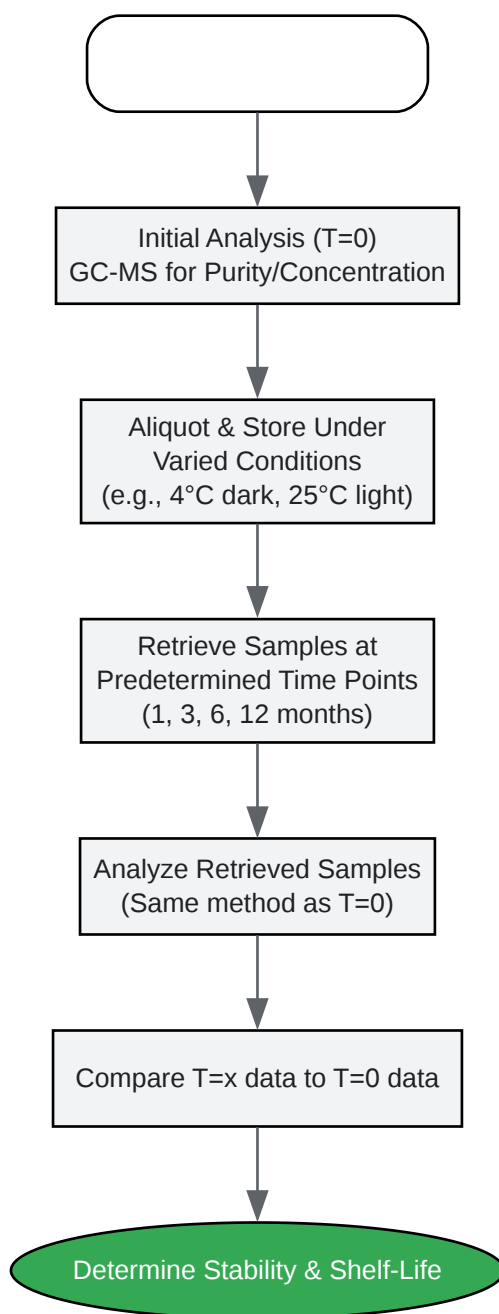 Initial Analysis (T=0)
GC-MS for Purity/Concentration
Aliquot & Store Under
Varied Conditions
(e.g., 4°C dark, 25°C light)
Retrieve Samples at
Predetermined Time Points
(1, 3, 6, 12 months)
Analyze Retrieved Samples
(Same method as T=0)
Compare T=x data to T=0 data
Determine Stability & Shelf-Life